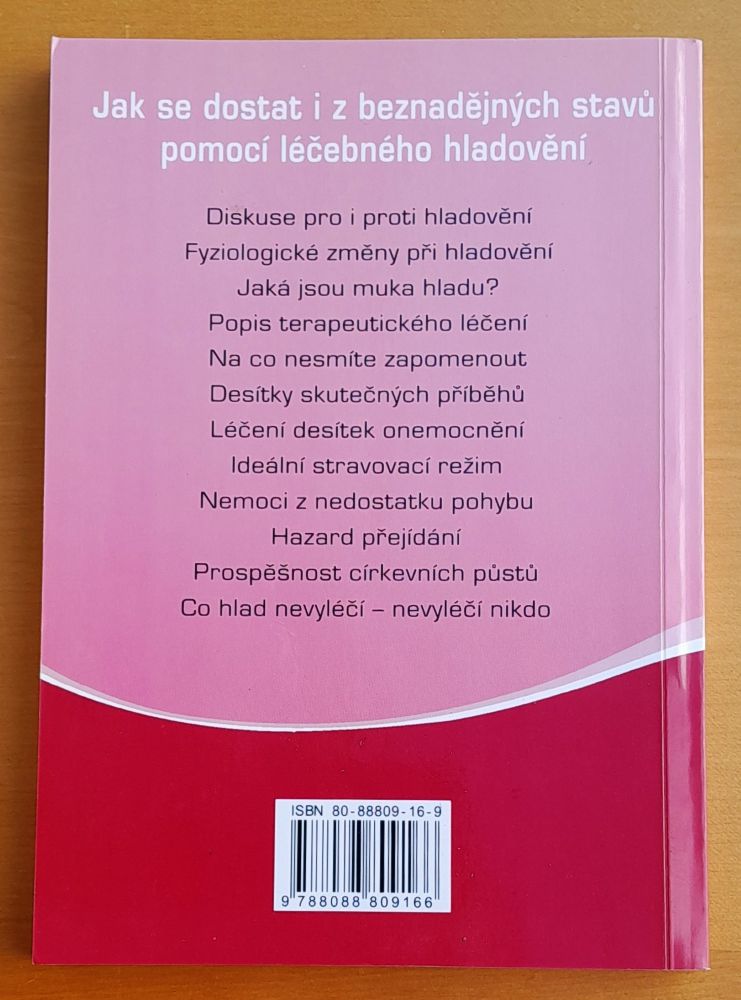 Jak se dostat i z beznadějných stavů
pomocí léčebného hladovění
Diskuse pro i proti hladovění
Fyziologické změny při hladovění
Jaká jsou muka hladu?
Popis terapeutického léčení
Na co nesmíte zapomenout
Desítky skutečných příběhů
Léčení desítek onemocnění
Ideální stravovací režim
Nemoci z nedostatku pohybu
Hazard přejídání
Prospěšnost církevních půstů
Co hlad nevyléčí – nevyléčí nikdo
ISBN 80-88809-16-9
9 788088 809166